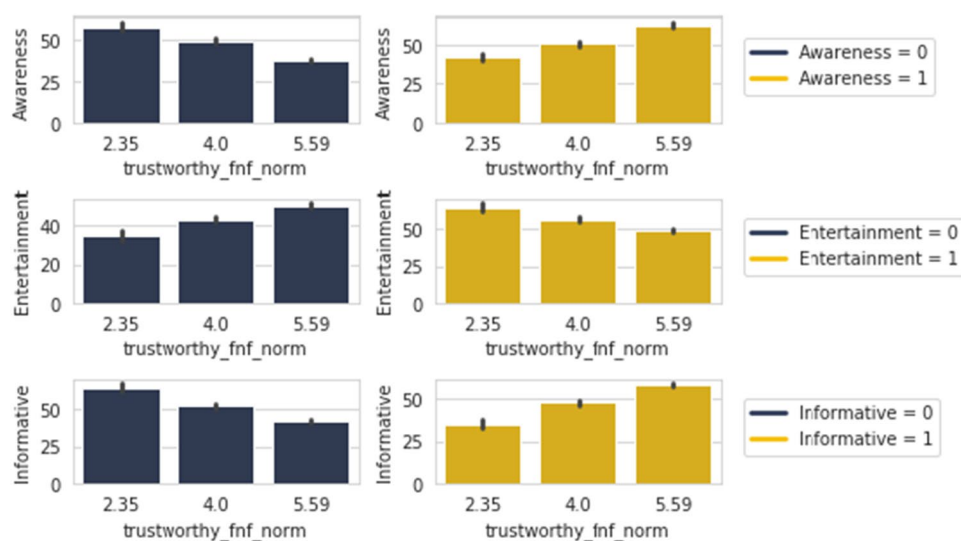 Awareness
50
25
0
2.35 4.0 5.59
trustworthy_fnf_norm
Awareness
50
25
0
2.35 4.0 5.59
trustworthy_fnf_norm
Awareness = 0
Awareness = 1
Entertainment
40
20
0
2.35 4.0 5.59
trustworthy_fnf_norm
Entertainment
50
25
0
2.35 4.0 5.59
trustworthy_fnf_norm
Entertainment = 0
Entertainment = 1
Informative
50
25
0
2.35 4.0 5.59
trustworthy_fnf_norm
Informative
50
25
0
2.35 4.0 5.59
trustworthy_fnf_norm
Informative = 0
Informative = 1